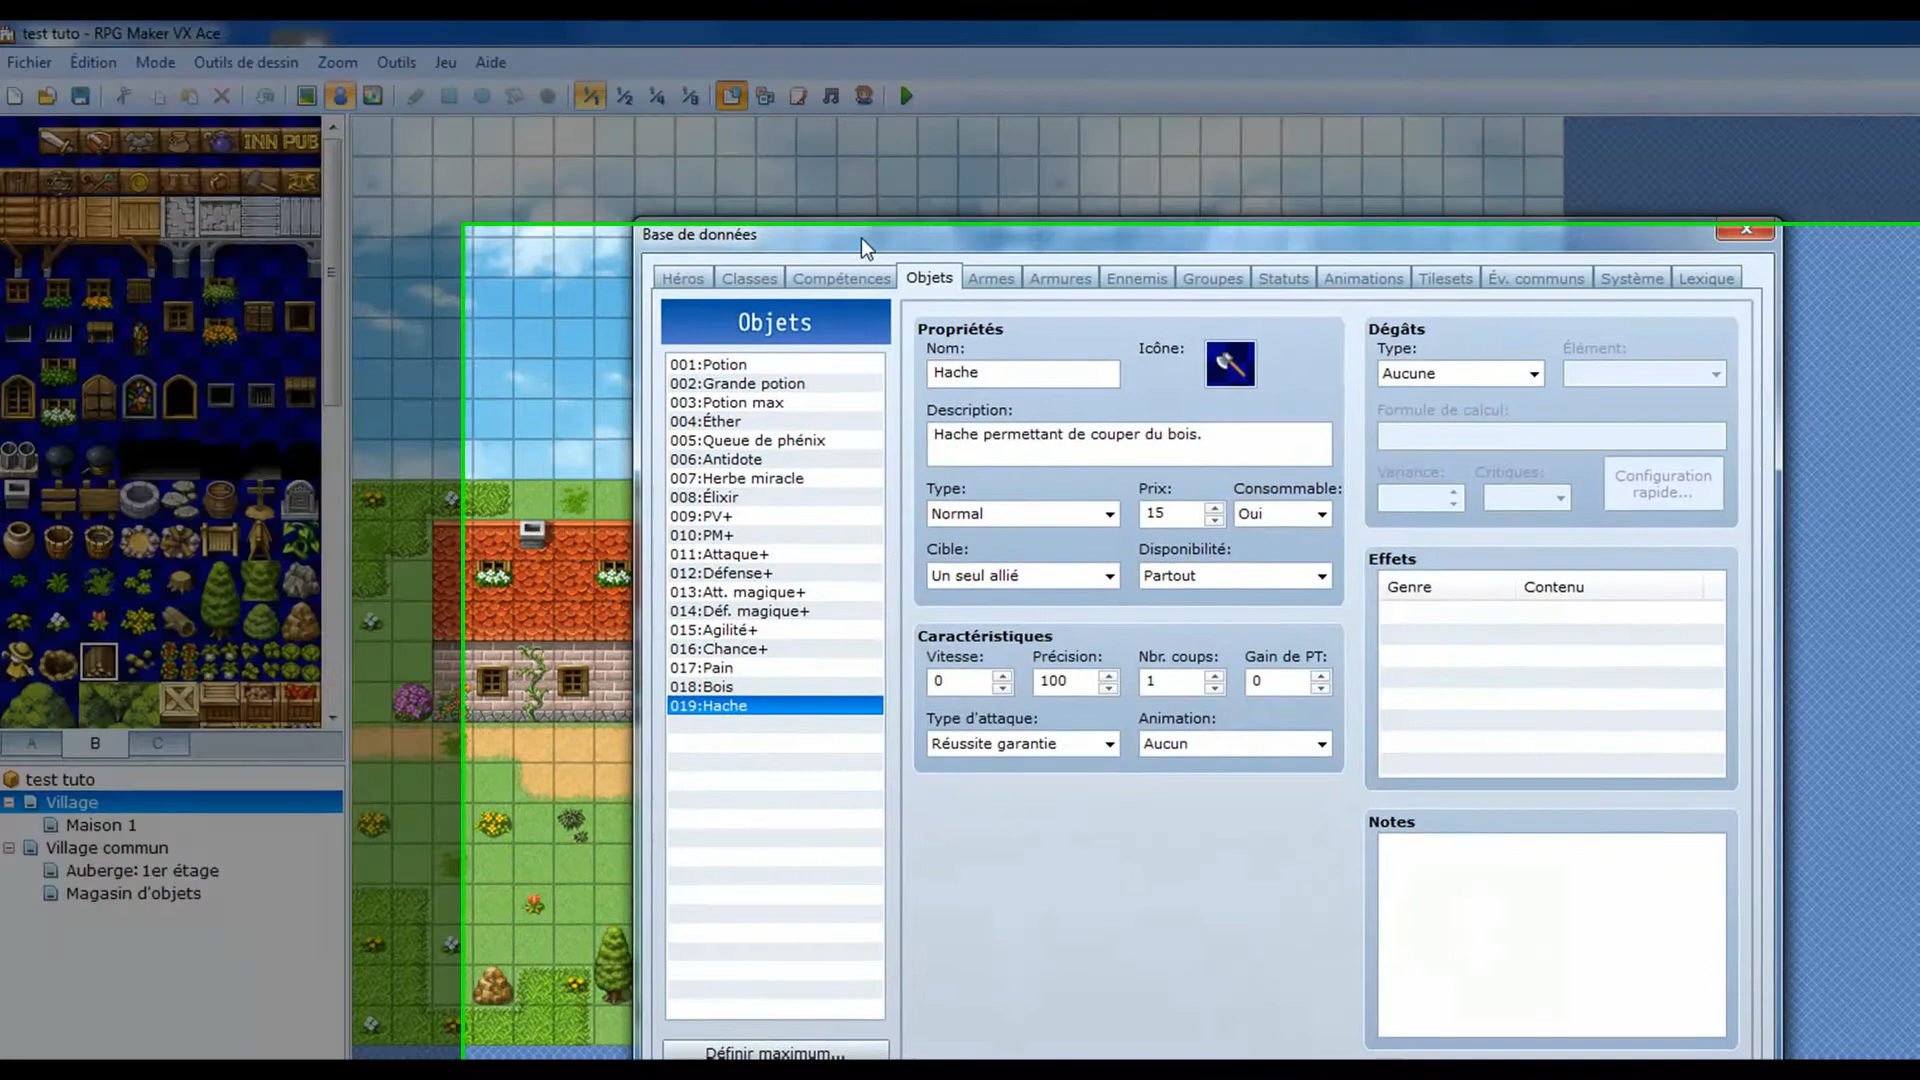 test tuto - RPG Maker VX Ace
Fichier Édition Mode Outils de dessin Zoom Outils Jeu Aide
1/1 1/2 1/4 1/8
INN PUB
Base de données
Héros Classes Compétences Objets Armes Armures Ennemis Groupes Statuts Animations Tilesets Év. communs Système Lexique
Objets
001:Potion
002:Grande potion
003:Potion max
004:Éther
005:Queue de phénix
006:Antidote
007:Herbe miracle
008:Élixir
009:PV+
010:PM+
011:Attaque+
012:Défense+
013:Att. magique+
014:Déf. magique+
015:Agilité+
016:Chance+
017:Pain
018:Bois
019:Hache
Définir maximum...
Propriétés
Nom: Icône:
Hache
Description:
Hache permettant de couper du bois.
Type: Prix: Consommable:
Normal 15 Oui
Cible: Disponibilité:
Un seul allié Partout
Caractéristiques
Vitesse: Précision: Nbr. coups: Gain de PT:
0 100 1 0
Type d'attaque: Animation:
Réussite garantie Aucun
Dégâts
Type: Élément:
Aucune
Formule de calcul:
Variance: Critiques:
Configuration
rapide...
Effets
Genre Contenu
Notes
A B C
test tuto
Village
Maison 1
Village commun
Auberge: 1er étage
Magasin d'objets